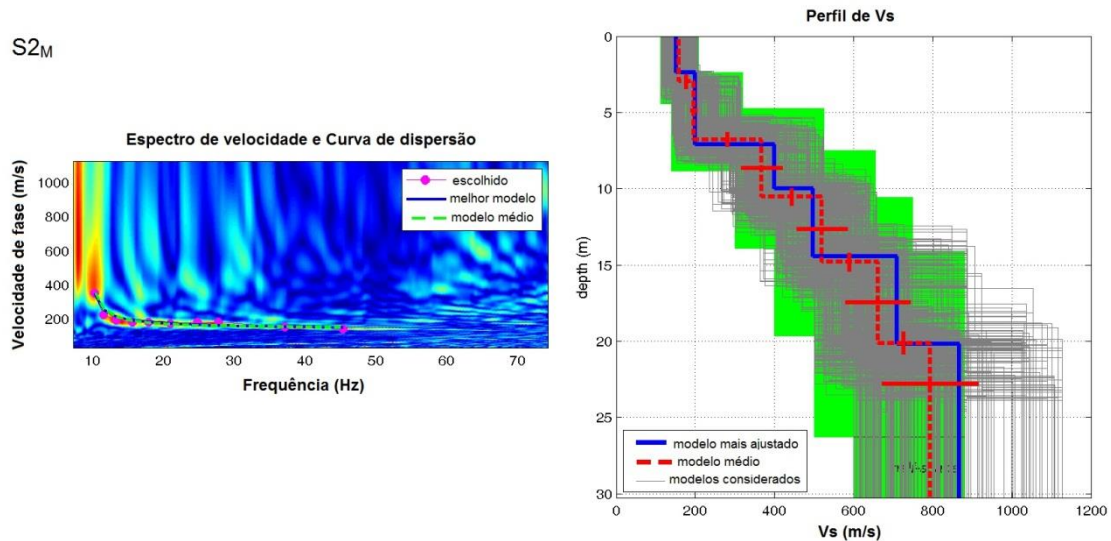 S2M
Espectro de velocidade e Curva de dispersão
Velocidade de fase (m/s)
1000
800
600
400
200
10 20 30 40 50 60 70
Frequência (Hz)
escolhido
melhor modelo
modelo médio
Perfil de Vs
depth (m)
0
5
10
15
20
25
30
0 200 400 600 800 1000 1200
Vs (m/s)
modelo mais ajustado
modelo médio
modelos considerados